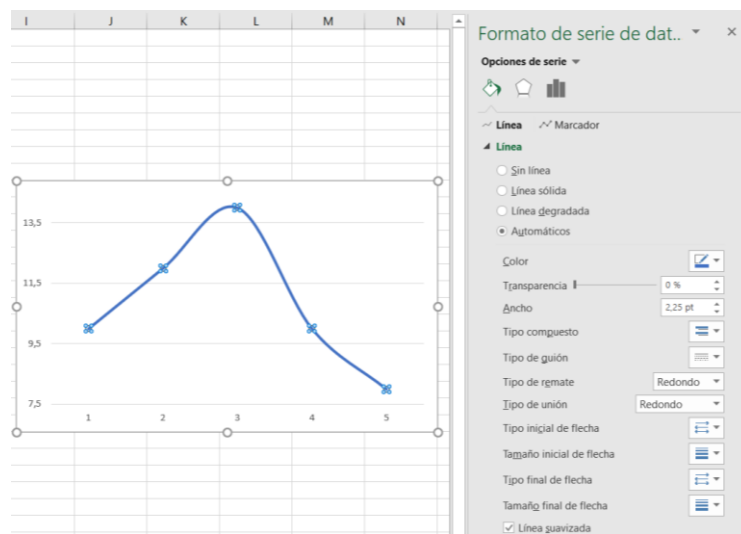 I J K L M N
13,5
11,5
9,5
7,5
1 2 3 4 5
Formato de serie de dat..
Opciones de serie
Línea Marcador
Línea
Sin línea
Línea sólida
Línea degradada
Automáticos
Color
Transparencia 0 %
Ancho 2,25 pt
Tipo compuesto
Tipo de guión
Tipo de remate Redondo
Tipo de unión Redondo
Tipo inicial de flecha
Tamaño inicial de flecha
Tipo final de flecha
Tamaño final de flecha
Línea suavizada